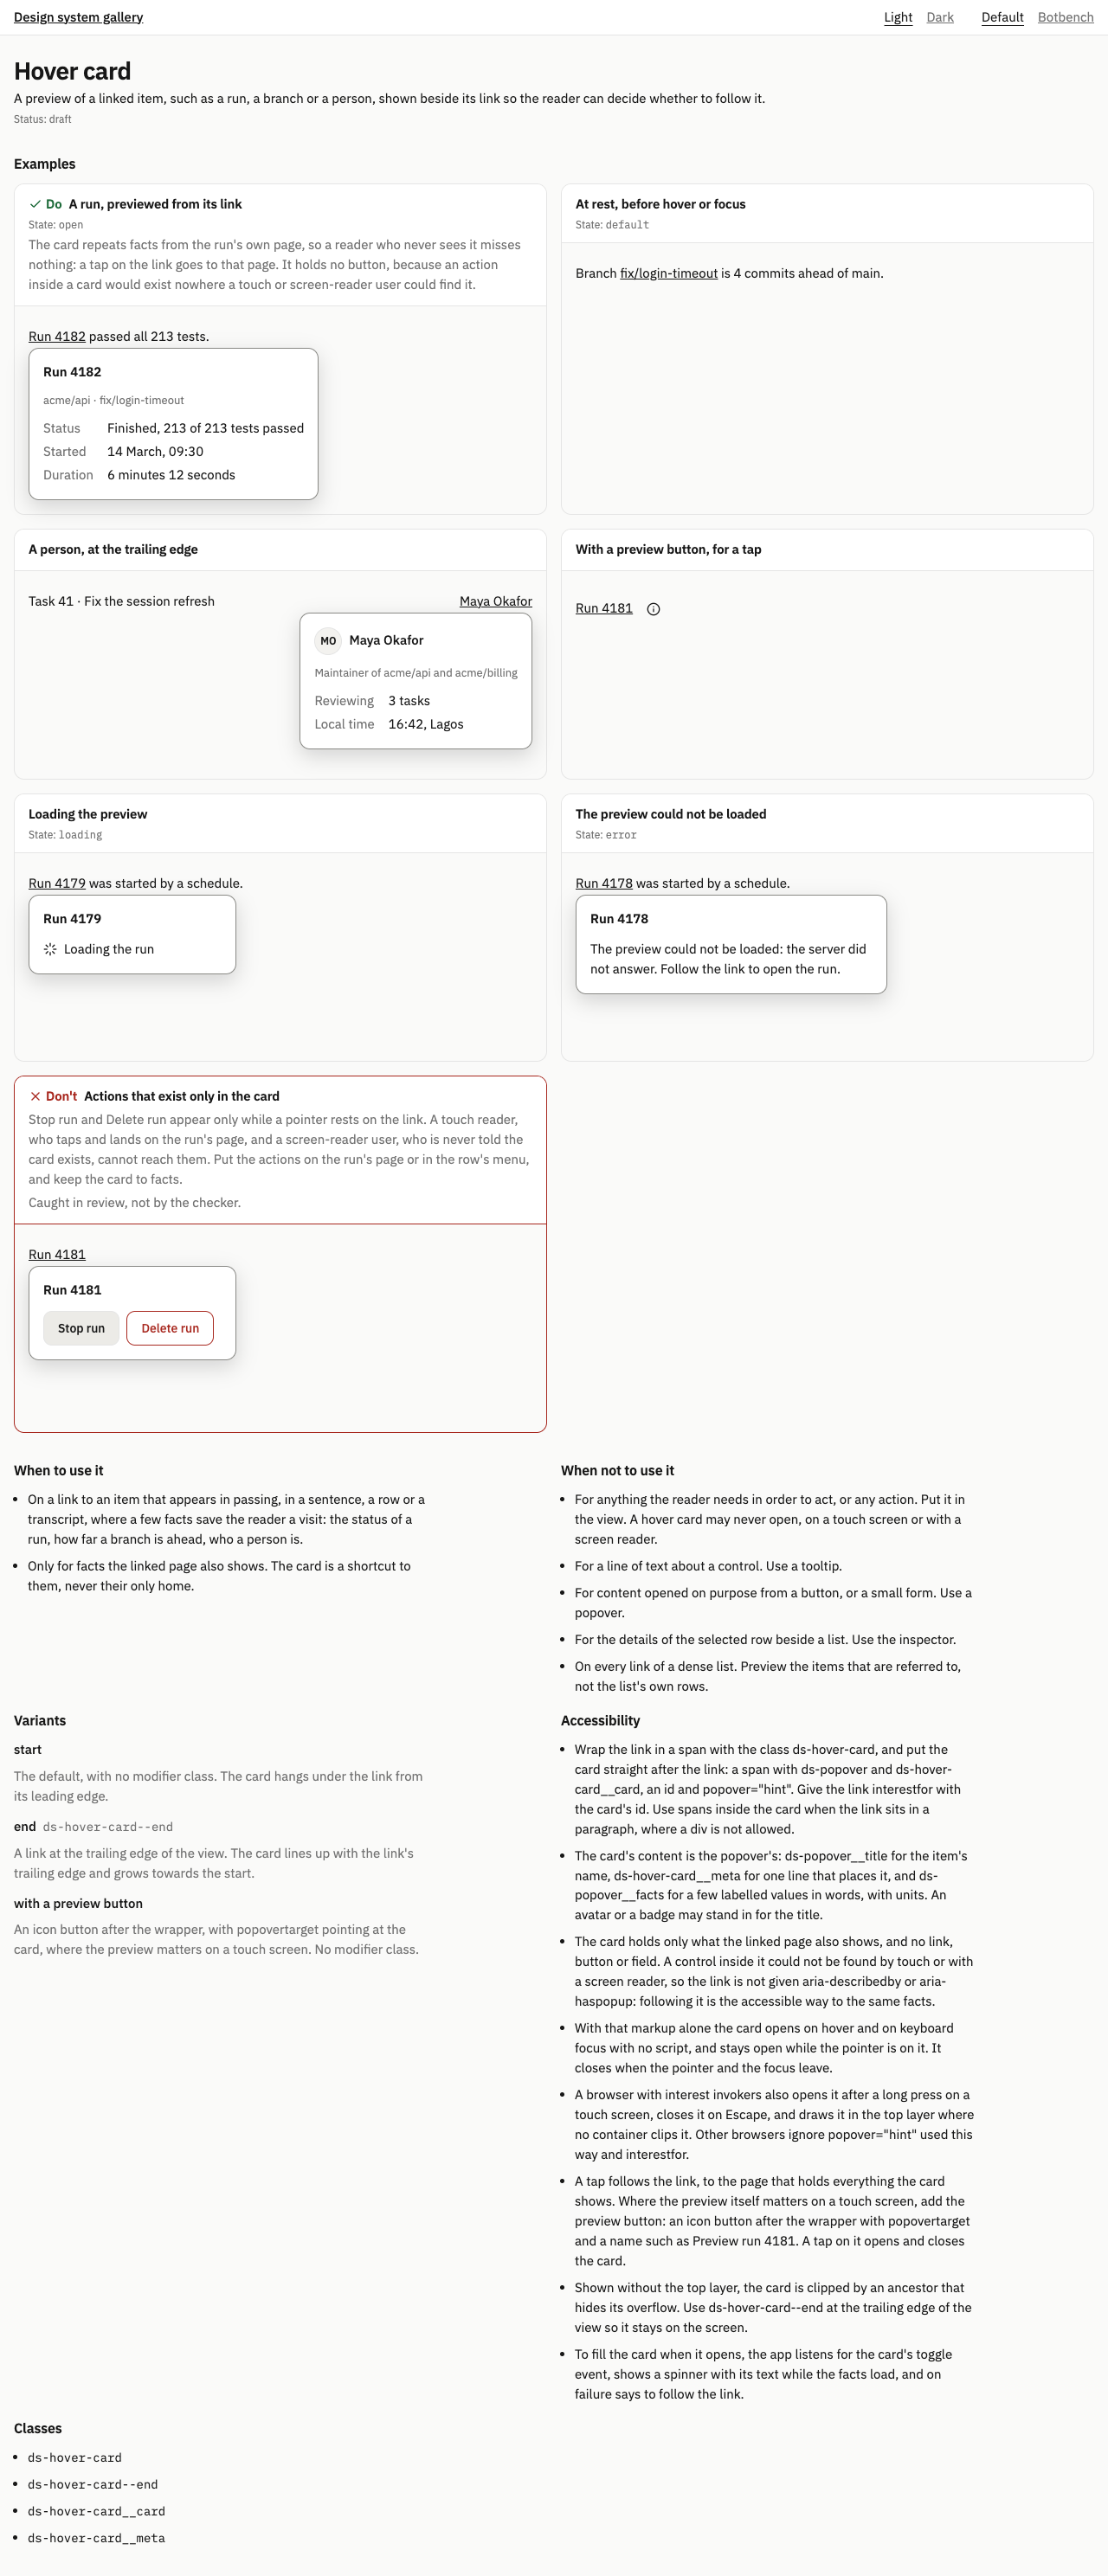 Design system gallery
Light Dark Default Botbench
Hover card
A preview of a linked item, such as a run, a branch or a person, shown beside its link so the reader can decide whether to follow it.
Status: draft
Examples
Do A run, previewed from its link
State: open
The card repeats facts from the run's own page, so a reader who never sees it misses
nothing: a tap on the link goes to that page. It holds no button, because an action
inside a card would exist nowhere a touch or screen-reader user could find it.
Run 4182 passed all 213 tests.
Run 4182
acme/api · fix/login-timeout
Status Finished, 213 of 213 tests passed
Started 14 March, 09:30
Duration 6 minutes 12 seconds
At rest, before hover or focus
State: default
Branch fix/login-timeout is 4 commits ahead of main.
A person, at the trailing edge
Task 41 · Fix the session refresh Maya Okafor
MO Maya Okafor
Maintainer of acme/api and acme/billing
Reviewing 3 tasks
Local time 16:42, Lagos
With a preview button, for a tap
Run 4181
Loading the preview
State: loading
Run 4179 was started by a schedule.
Run 4179
Loading the run
The preview could not be loaded
State: error
Run 4178 was started by a schedule.
Run 4178
The preview could not be loaded: the server did
not answer. Follow the link to open the run.
Don't Actions that exist only in the card
Stop run and Delete run appear only while a pointer rests on the link. A touch reader,
who taps and lands on the run's page, and a screen-reader user, who is never told the
card exists, cannot reach them. Put the actions on the run's page or in the row's menu,
and keep the card to facts.
Caught in review, not by the checker.
Run 4181
Run 4181
Stop run Delete run
When to use it
• On a link to an item that appears in passing, in a sentence, a row or a
transcript, where a few facts save the reader a visit: the status of a
run, how far a branch is ahead, who a person is.
• Only for facts the linked page also shows. The card is a shortcut to
them, never their only home.
When not to use it
• For anything the reader needs in order to act, or any action. Put it in
the view. A hover card may never open, on a touch screen or with a
screen reader.
• For a line of text about a control. Use a tooltip.
• For content opened on purpose from a button, or a small form. Use a
popover.
• For the details of the selected row beside a list. Use the inspector.
• On every link of a dense list. Preview the items that are referred to,
not the list's own rows.
Variants
start
The default, with no modifier class. The card hangs under the link from
its leading edge.
end ds-hover-card--end
A link at the trailing edge of the view. The card lines up with the link's
trailing edge and grows towards the start.
with a preview button
An icon button after the wrapper, with popovertarget pointing at the
card, where the preview matters on a touch screen. No modifier class.
Accessibility
• Wrap the link in a span with the class ds-hover-card, and put the
card straight after the link: a span with ds-popover and ds-hover-
card__card, an id and popover="hint". Give the link interestfor with
the card's id. Use spans inside the card when the link sits in a
paragraph, where a div is not allowed.
• The card's content is the popover's: ds-popover__title for the item's
name, ds-hover-card__meta for one line that places it, and ds-
popover__facts for a few labelled values in words, with units. An
avatar or a badge may stand in for the title.
• The card holds only what the linked page also shows, and no link,
button or field. A control inside it could not be found by touch or with
a screen reader, so the link is not given aria-describedby or aria-
haspopup: following it is the accessible way to the same facts.
• With that markup alone the card opens on hover and on keyboard
focus with no script, and stays open while the pointer is on it. It
closes when the pointer and the focus leave.
• A browser with interest invokers also opens it after a long press on a
touch screen, closes it on Escape, and draws it in the top layer where
no container clips it. Other browsers ignore popover="hint" used this
way and interestfor.
• A tap follows the link, to the page that holds everything the card
shows. Where the preview itself matters on a touch screen, add the
preview button: an icon button after the wrapper with popovertarget
and a name such as Preview run 4181. A tap on it opens and closes
the card.
• Shown without the top layer, the card is clipped by an ancestor that
hides its overflow. Use ds-hover-card--end at the trailing edge of the
view so it stays on the screen.
• To fill the card when it opens, the app listens for the card's toggle
event, shows a spinner with its text while the facts load, and on
failure says to follow the link.
Classes
• ds-hover-card
• ds-hover-card--end
• ds-hover-card__card
• ds-hover-card__meta